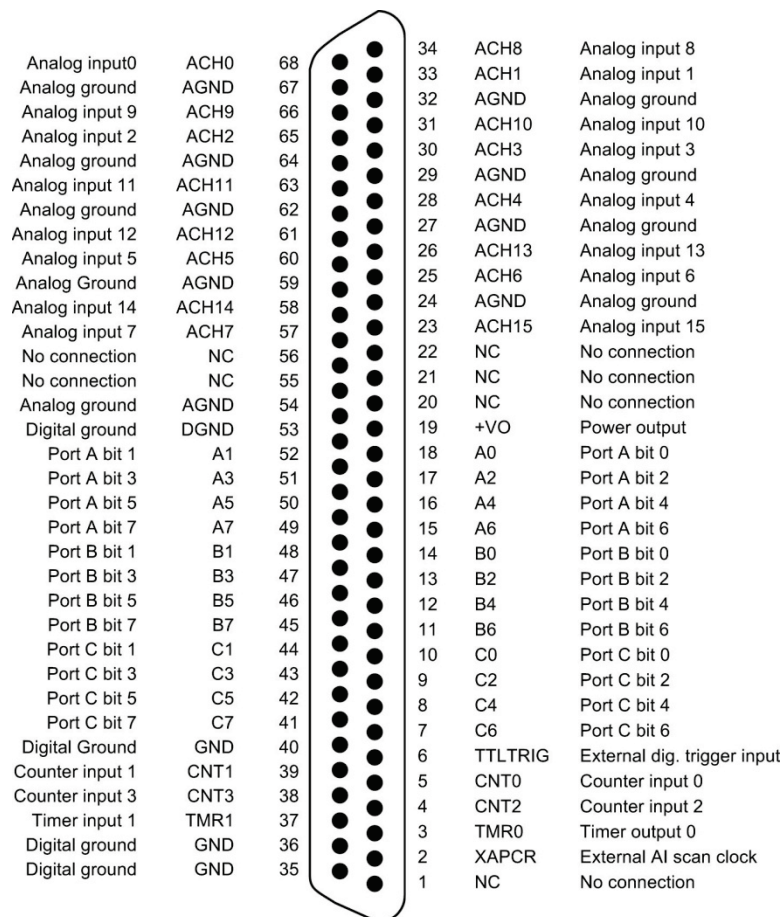 Analog input0 ACH0 68
Analog ground AGND 67
Analog input 9 ACH9 66
Analog input 2 ACH2 65
Analog ground AGND 64
Analog input 11 ACH11 63
Analog ground AGND 62
Analog input 12 ACH12 61
Analog input 5 ACH5 60
Analog Ground AGND 59
Analog input 14 ACH14 58
Analog input 7 ACH7 57
No connection NC 56
No connection NC 55
Analog ground AGND 54
Digital ground DGND 53
Port A bit 1 A1 52
Port A bit 3 A3 51
Port A bit 5 A5 50
Port A bit 7 A7 49
Port B bit 1 B1 48
Port B bit 3 B3 47
Port B bit 5 B5 46
Port B bit 7 B7 45
Port C bit 1 C1 44
Port C bit 3 C3 43
Port C bit 5 C5 42
Port C bit 7 C7 41
Digital Ground GND 40
Counter input 1 CNT1 39
Counter input 3 CNT3 38
Timer input 1 TMR1 37
Digital ground GND 36
Digital ground GND 35
34 ACH8 Analog input 8
33 ACH1 Analog input 1
32 AGND Analog ground
31 ACH10 Analog input 10
30 ACH3 Analog input 3
29 AGND Analog ground
28 ACH4 Analog input 4
27 AGND Analog ground
26 ACH13 Analog input 13
25 ACH6 Analog input 6
24 AGND Analog ground
23 ACH15 Analog input 15
22 NC No connection
21 NC No connection
20 NC No connection
19 +VO Power output
18 A0 Port A bit 0
17 A2 Port A bit 2
16 A4 Port A bit 4
15 A6 Port A bit 6
14 B0 Port B bit 0
13 B2 Port B bit 2
12 B4 Port B bit 4
11 B6 Port B bit 6
10 C0 Port C bit 0
9 C2 Port C bit 2
8 C4 Port C bit 4
7 C6 Port C bit 6
6 TTLTRIG External dig. trigger input
5 CNT0 Counter input 0
4 CNT2 Counter input 2
3 TMR0 Timer output 0
2 XAPCR External AI scan clock
1 NC No connection